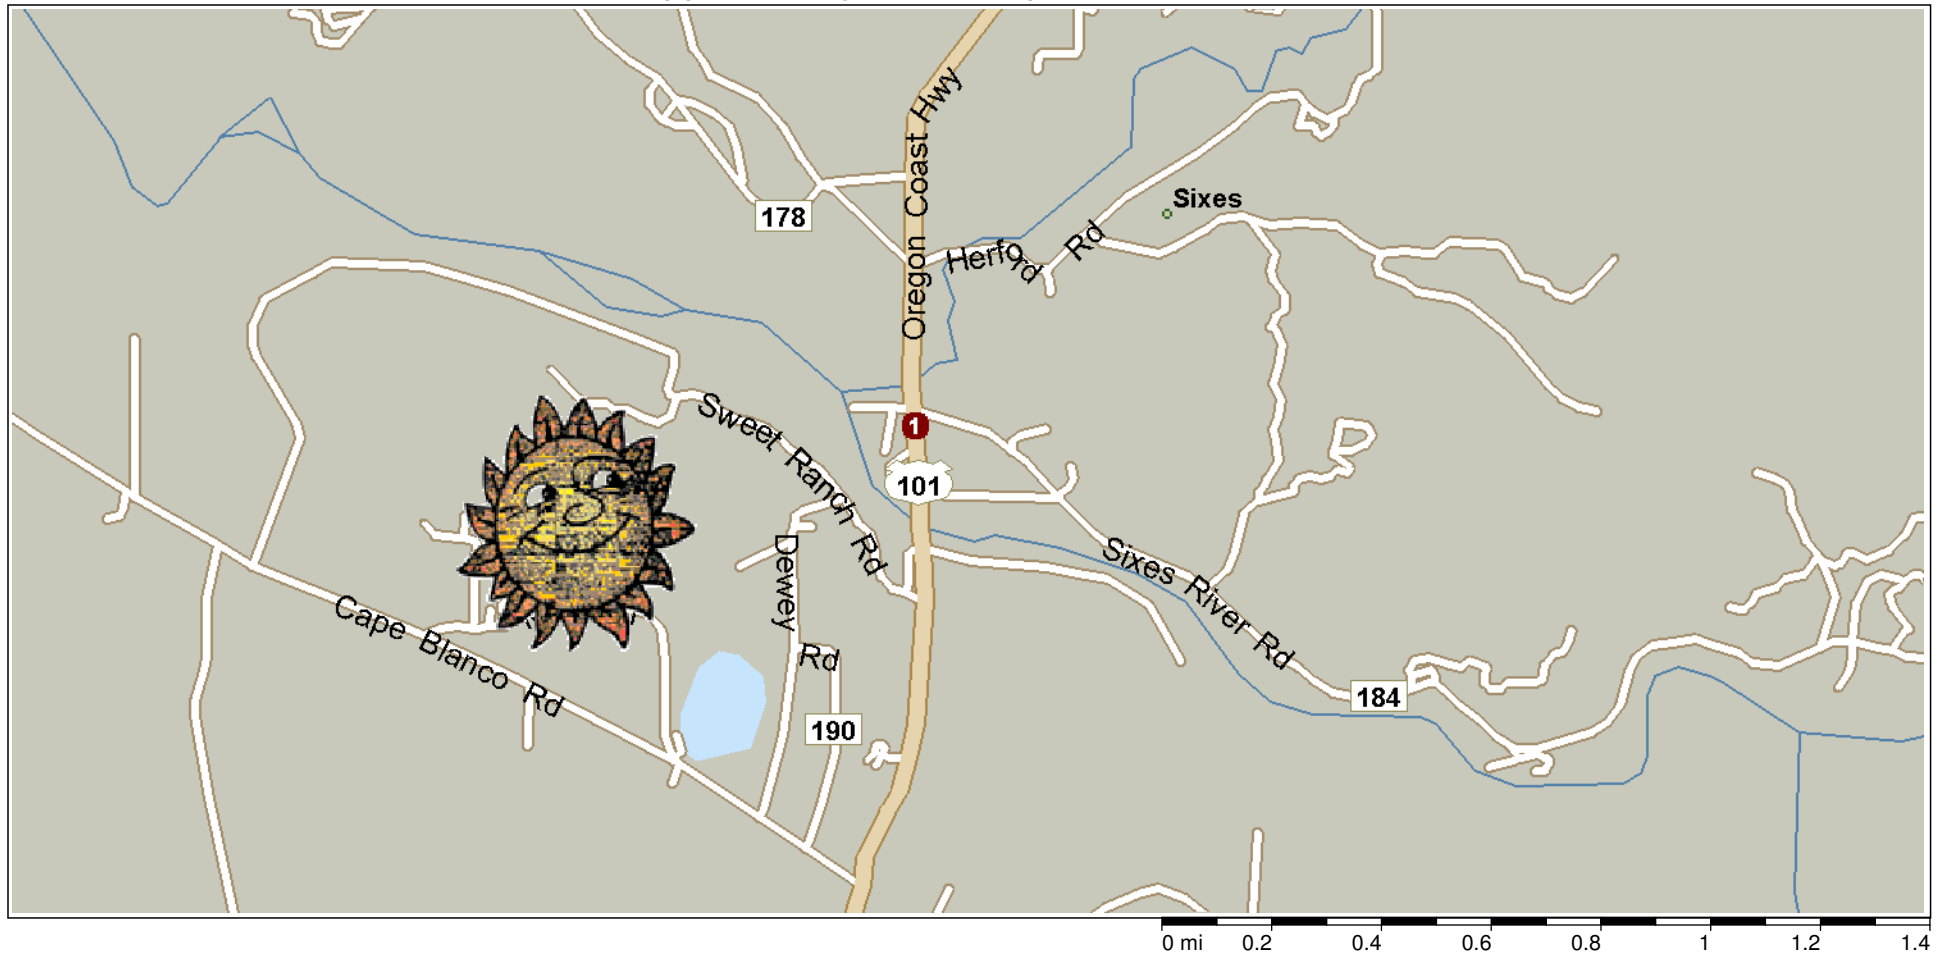 Oregon Coast Hwy
178
Sixes
Herford Rd
Sweet Ranch Rd
1
101
Dewey Rd
Sixes River Rd
Cape Blanco Rd
184
190
0 mi 0.2 0.4 0.6 0.8 1 1.2 1.4